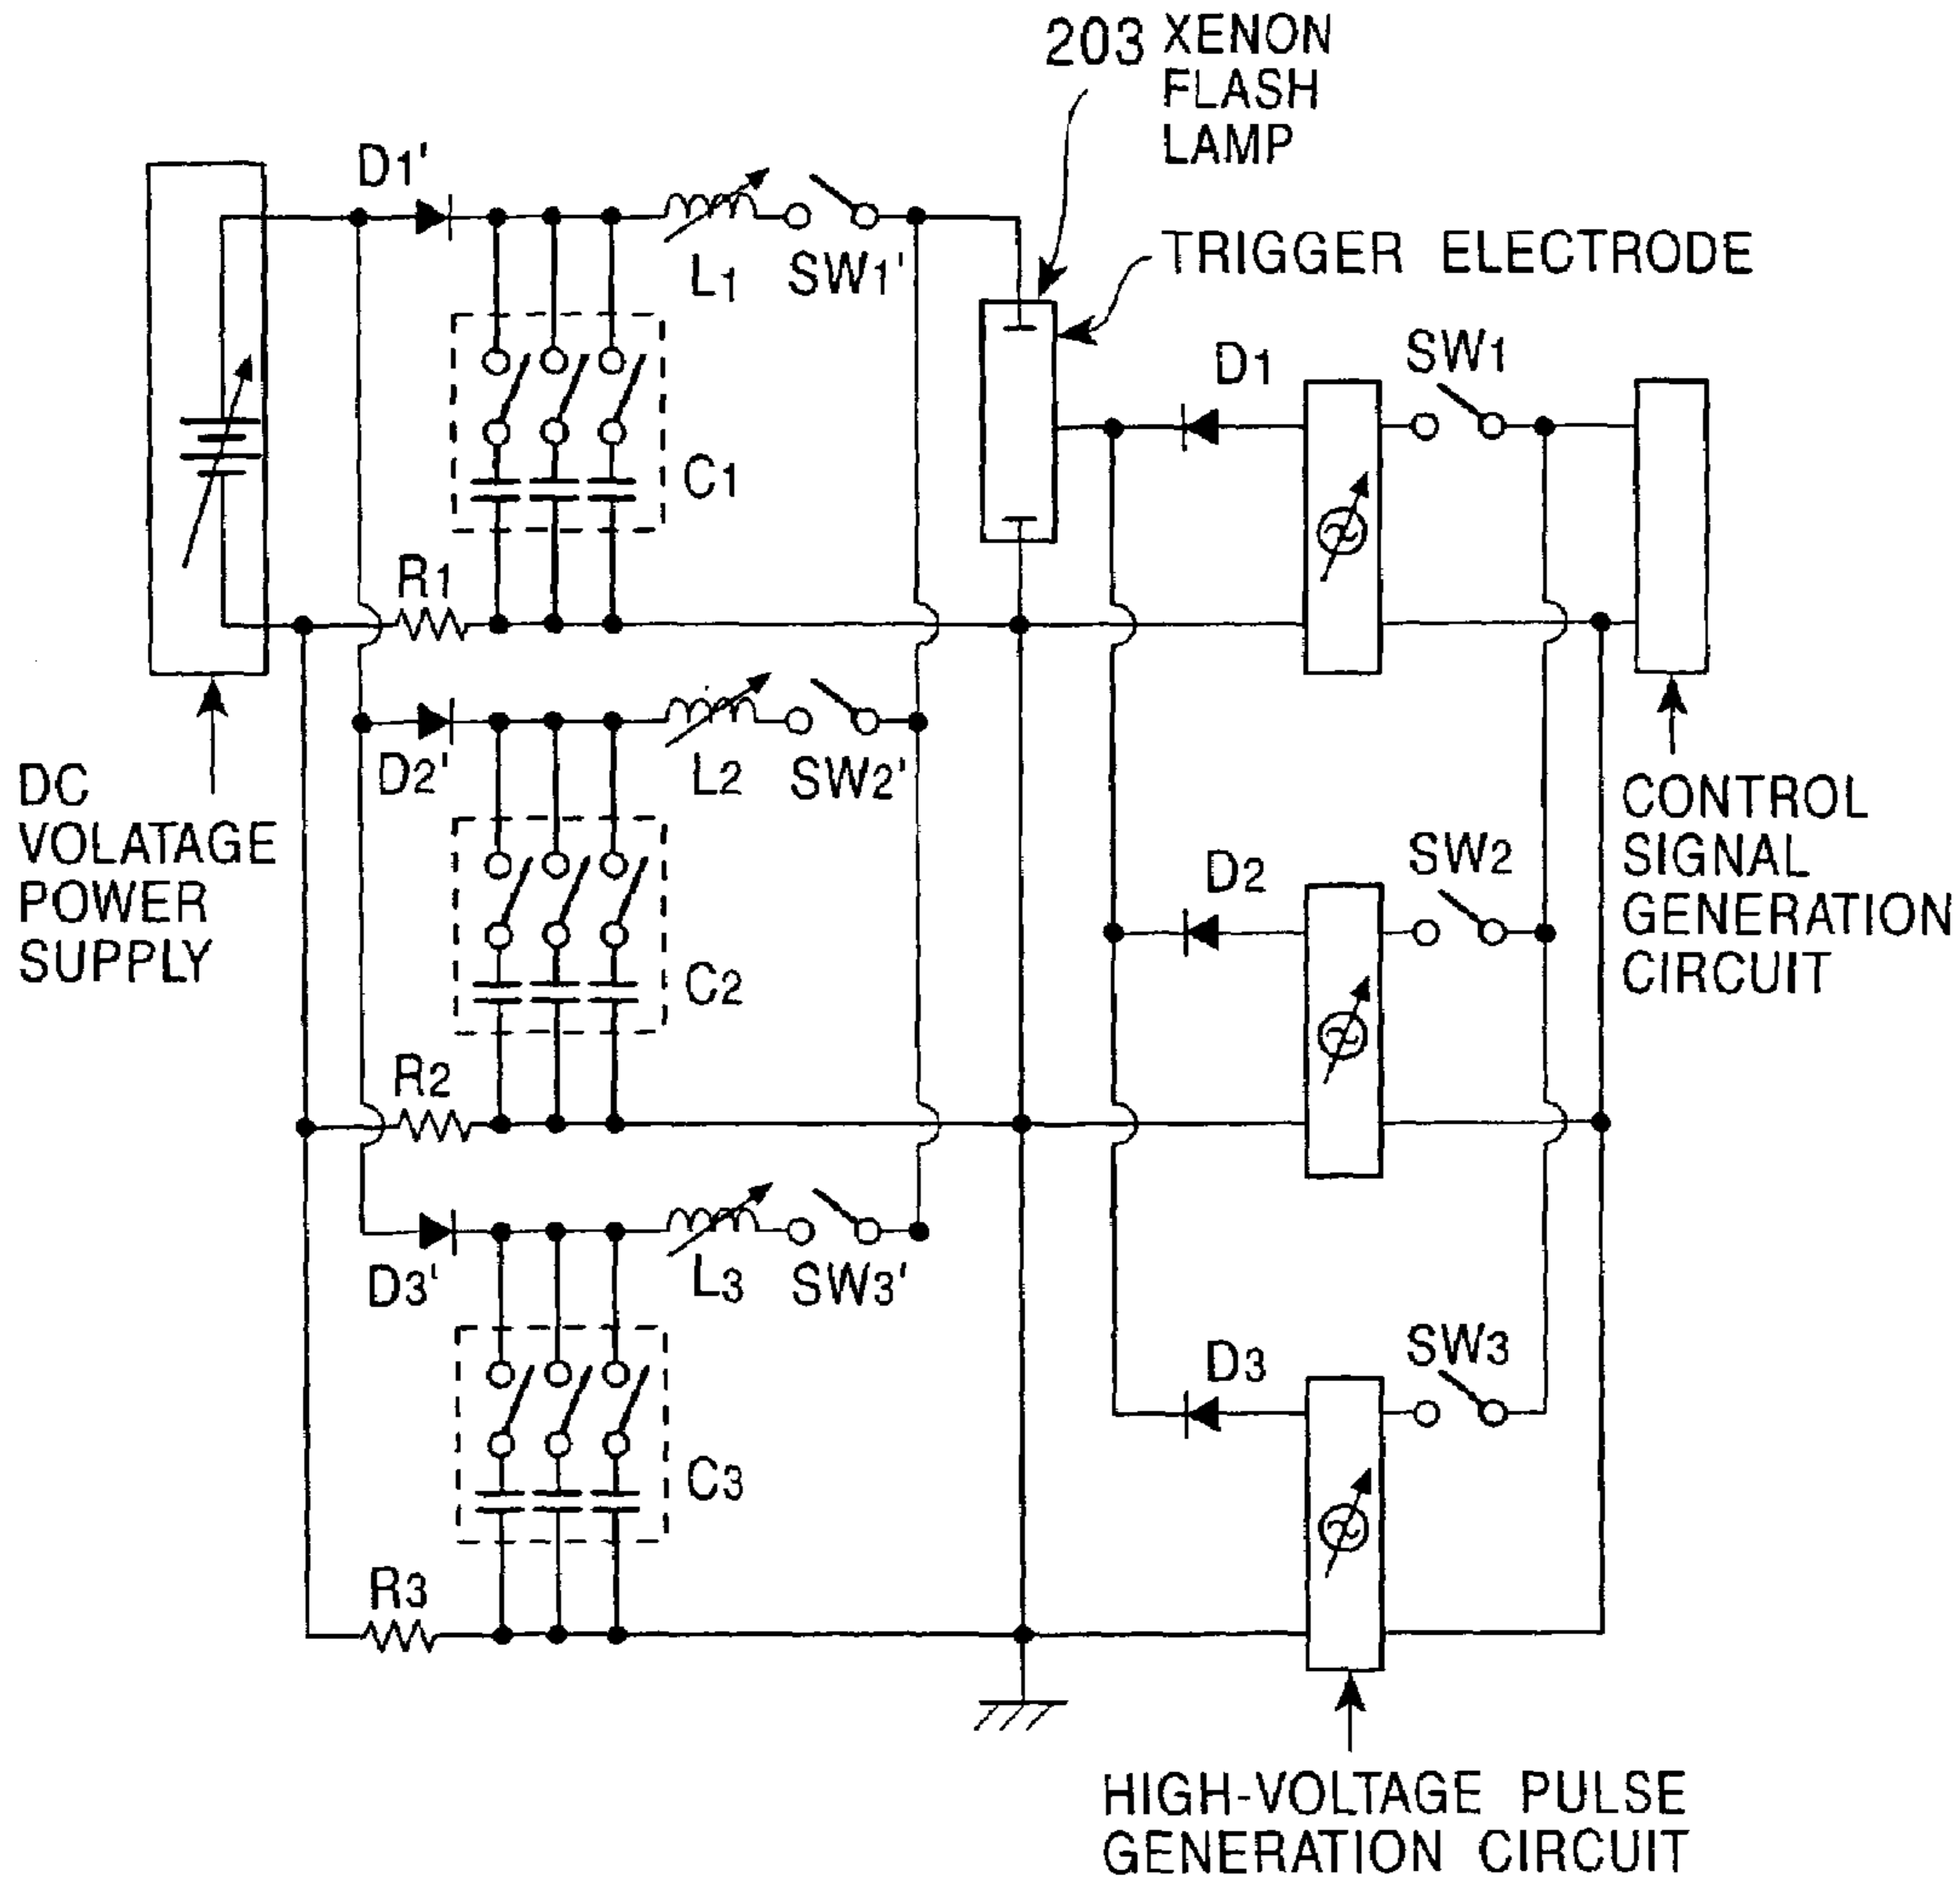 203 XENON
FLASH
LAMP
D1'
L1
SW1'
TRIGGER ELECTRODE
D1
SW1
C1
R1
DC
VOLATAGE
POWER
SUPPLY
D2'
L2
SW2'
CONTROL
SIGNAL
GENERATION
CIRCUIT
D2
SW2
C2
R2
D3'
L3
SW3'
D3
SW3
C3
R3
HIGH-VOLTAGE PULSE
GENERATION CIRCUIT